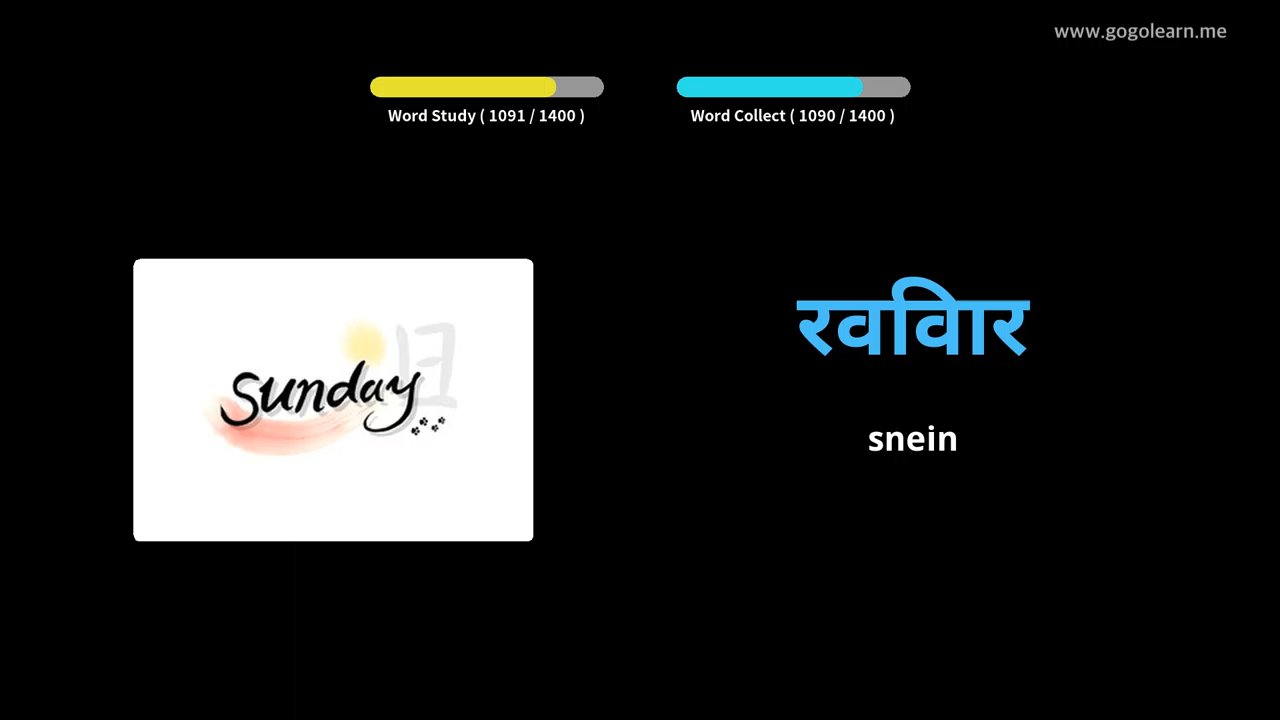 www.gogolearn.me
Word Study ( 1091 / 1400 )
Word Collect ( 1090 / 1400 )
sunday
रविवार
snein